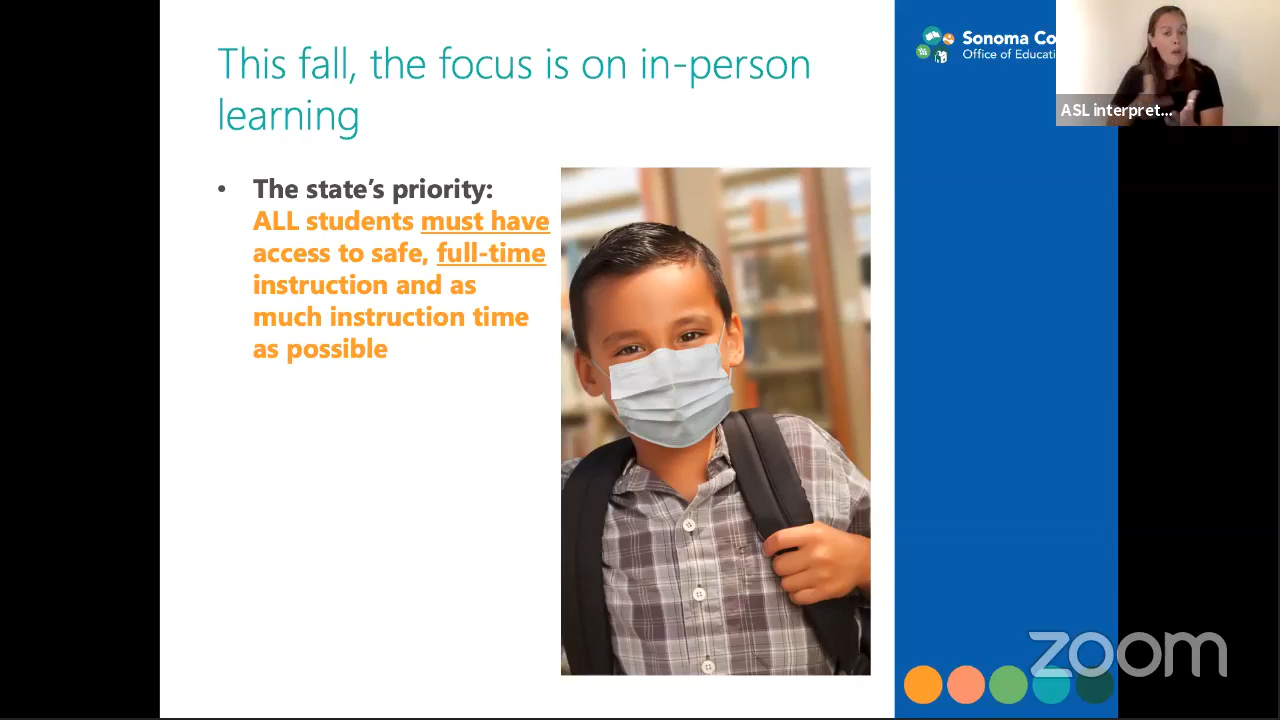 This fall, the focus is on in-person
learning
• The state's priority:
ALL students must have
access to safe, full-time
instruction and as
much instruction time
as possible
Sonoma Co
Office of Educati
ASL interpret...
zoom